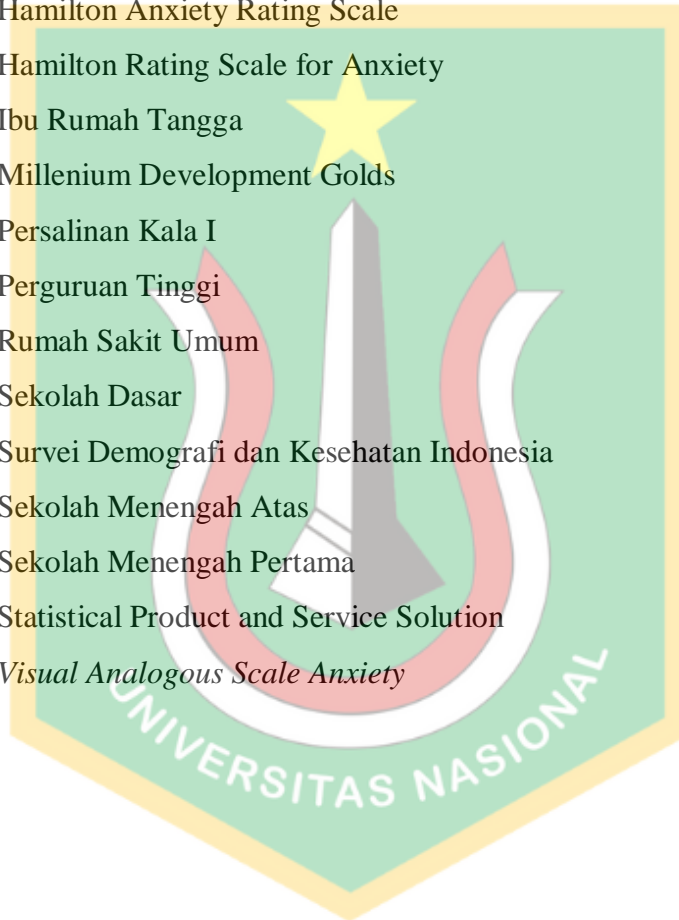 Hamilton Anxiety Rating Scale
Hamilton Rating Scale for Anxiety
Ibu Rumah Tangga
Millenium Development Golds
Persalinan Kala I
Perguruan Tinggi
Rumah Sakit Umum
Sekolah Dasar
Survei Demografi dan Kesehatan Indonesia
Sekolah Menengah Atas
Sekolah Menengah Pertama
Statistical Product and Service Solution
Visual Analogous Scale Anxiety
UNIVERSITAS NASIONAL